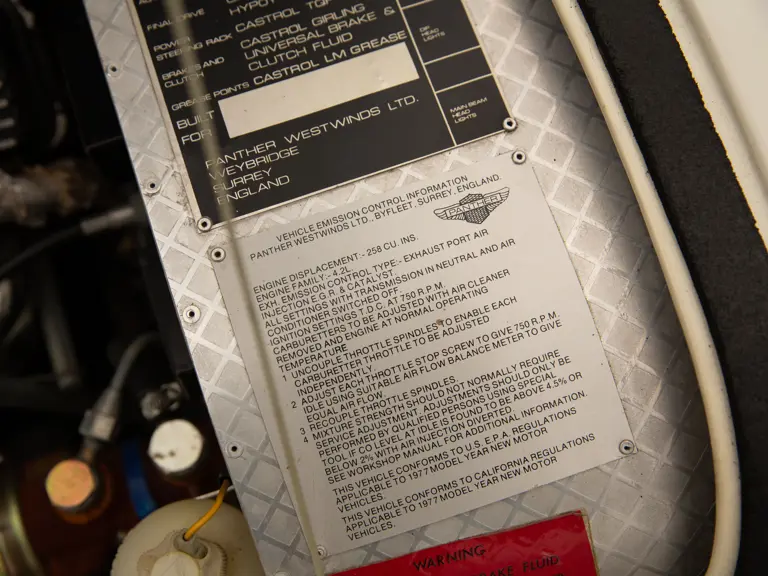 FINAL DRIVE
HYPOY
CASTROL TQF
POWER
STEERING RACK
CASTROL GIRLING
UNIVERSAL BRAKE &
CLUTCH FLUID
BRAKES AND
CLUTCH
GREASE POINTS CASTROL LM GREASE
BUILT
FOR
PANTHER WESTWINDS LTD.
WEYBRIDGE
SURREY
ENGLAND
DIP
HEAD
LIGHTS
MAIN BEAM
HEAD
LIGHTS
VEHICLE EMISSION CONTROL INFORMATION
PANTHER WESTWINDS LTD., BYFLEET, SURREY, ENGLAND.
PANTHER
ENGINE DISPLACEMENT:- 258 CU. INS.
ENGINE FAMILY:- 4.2L.
EXH. EMISSION CONTROL TYPE:- EXHAUST PORT AIR
INJECTION E.G.R. & CATALYST.
ALL SETTINGS WITH TRANSMISSION IN NEUTRAL AND AIR
CONDITIONER SWITCHED OFF.
IGNITION SETTINGS T.D.C. AT 750 R.P.M.
CARBURETTERS TO BE ADJUSTED WITH AIR CLEANER
REMOVED AND ENGINE AT NORMAL OPERATING
TEMPERATURE
1 UNCOUPLE THROTTLE SPINDLES TO ENABLE EACH
CARBURETTER THROTTLE TO BE ADJUSTED
INDEPENDENTLY.
2 ADJUST EACH THROTTLE STOP SCREW TO GIVE 750 R.P.M.
IDLE USING SUITABLE AIR FLOW BALANCE METER TO GIVE
EQUAL AIR FLOW.
3 RECOUPLE THROTTLE SPINDLES.
4 MIXTURE STRENGTH SHOULD NOT NORMALLY REQUIRE
SERVICE ADJUSTMENT. ADJUSTMENTS SHOULD ONLY BE
PERFORMED BY QUALIFIED PERSONS USING SPECIAL
TOOL IF CO LEVEL AT IDLE IS FOUND TO BE ABOVE 4.5% OR
BELOW 2% WITH AIR INJECTION DIVERTED.
SEE WORKSHOP MANUAL FOR ADDITIONAL INFORMATION.
THIS VEHICLE CONFORMS TO U.S. E.P.A. REGULATIONS
APPLICABLE TO 1977 MODEL YEAR NEW MOTOR
VEHICLES.
THIS VEHICLE CONFORMS TO CALIFORNIA REGULATIONS
APPLICABLE TO 1977 MODEL YEAR NEW MOTOR
VEHICLES.
WARNING
BRAKE FLUID